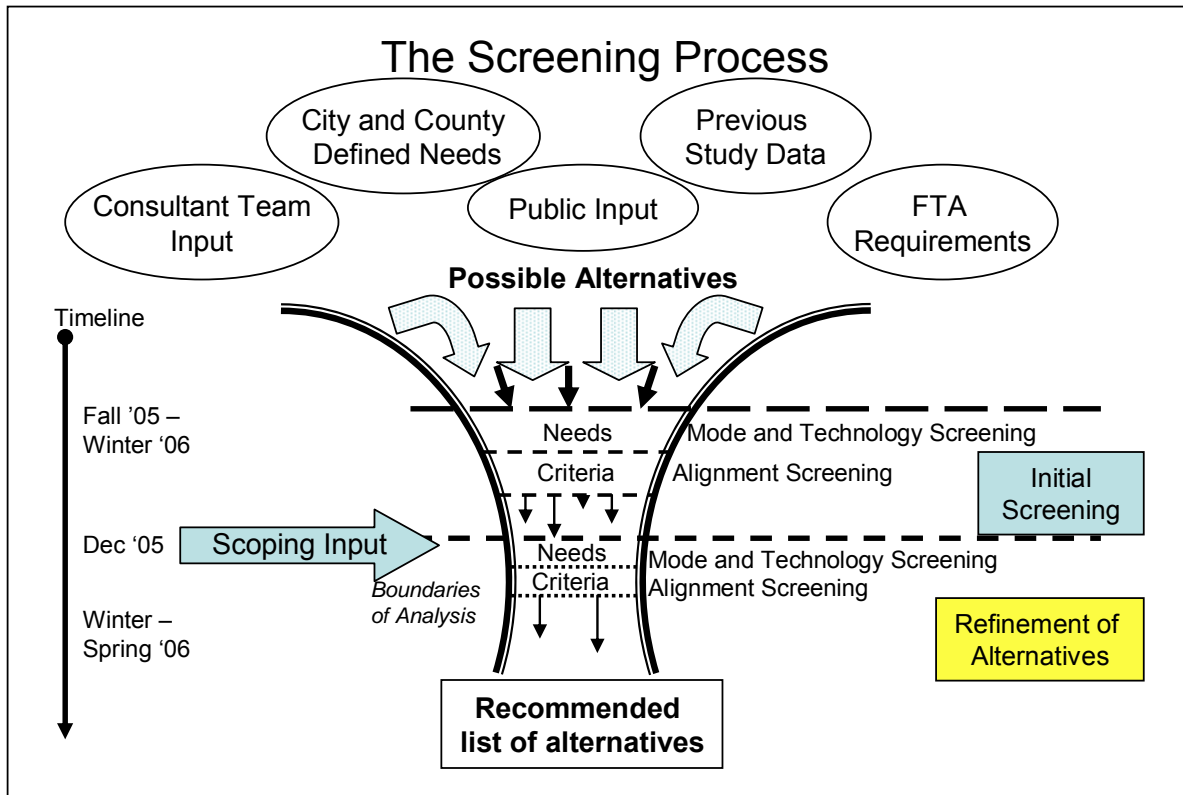 The Screening Process
City and County
Defined Needs
Previous
Study Data
Consultant Team
Input
Public Input
FTA
Requirements
Possible Alternatives
Timeline
Fall ’05 –
Winter ‘06
Needs
Mode and Technology Screening
Criteria
Alignment Screening
Initial
Screening
Dec ‘05
Scoping Input
Needs
Mode and Technology Screening
Criteria
Alignment Screening
Boundaries
of Analysis
Winter –
Spring ‘06
Refinement of
Alternatives
Recommended
list of alternatives